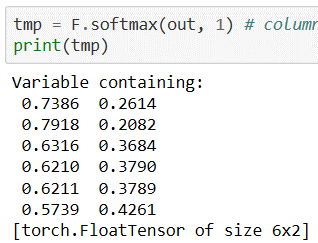 tmp = F.softmax(out, 1) # column
print(tmp)
Variable containing:
0.7386 0.2614
0.7918 0.2082
0.6316 0.3684
0.6210 0.3790
0.6211 0.3789
0.5739 0.4261
[torch.FloatTensor of size 6x2]